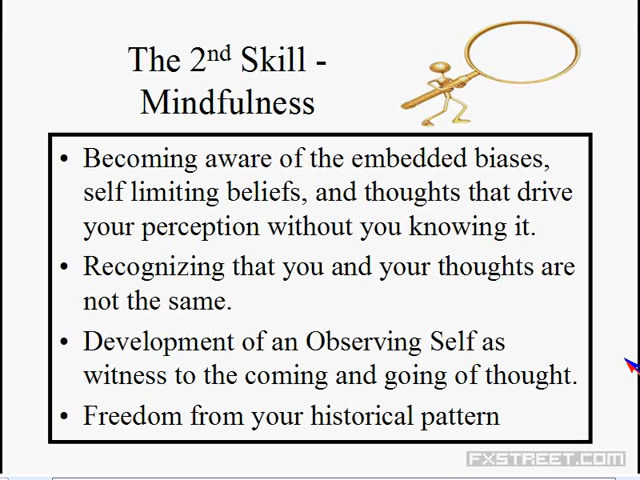 The 2nd Skill -
Mindfulness
• Becoming aware of the embedded biases,
self limiting beliefs, and thoughts that drive
your perception without you knowing it.
• Recognizing that you and your thoughts are
not the same.
• Development of an Observing Self as
witness to the coming and going of thought.
• Freedom from your historical pattern
FXSTREET.COM